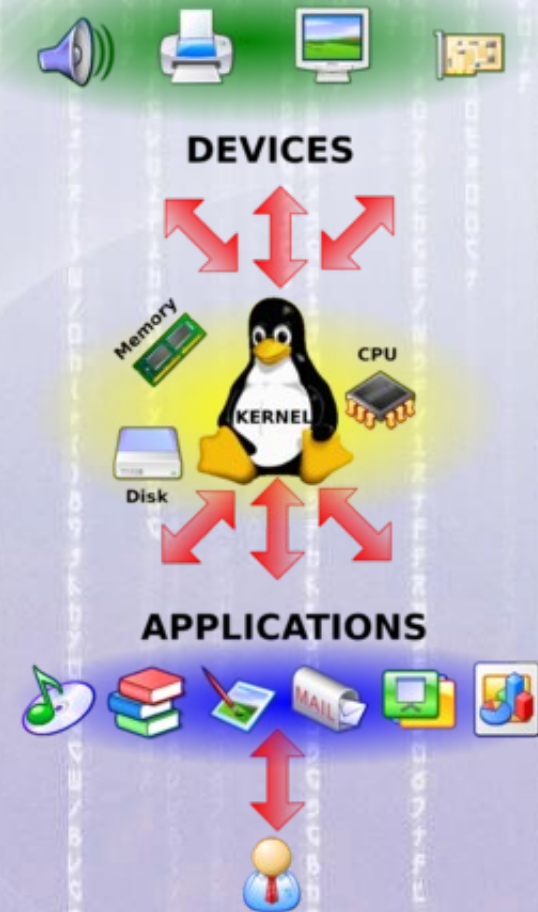 DEVICES
Memory
CPU
KERNEL
Disk
APPLICATIONS
MAIL